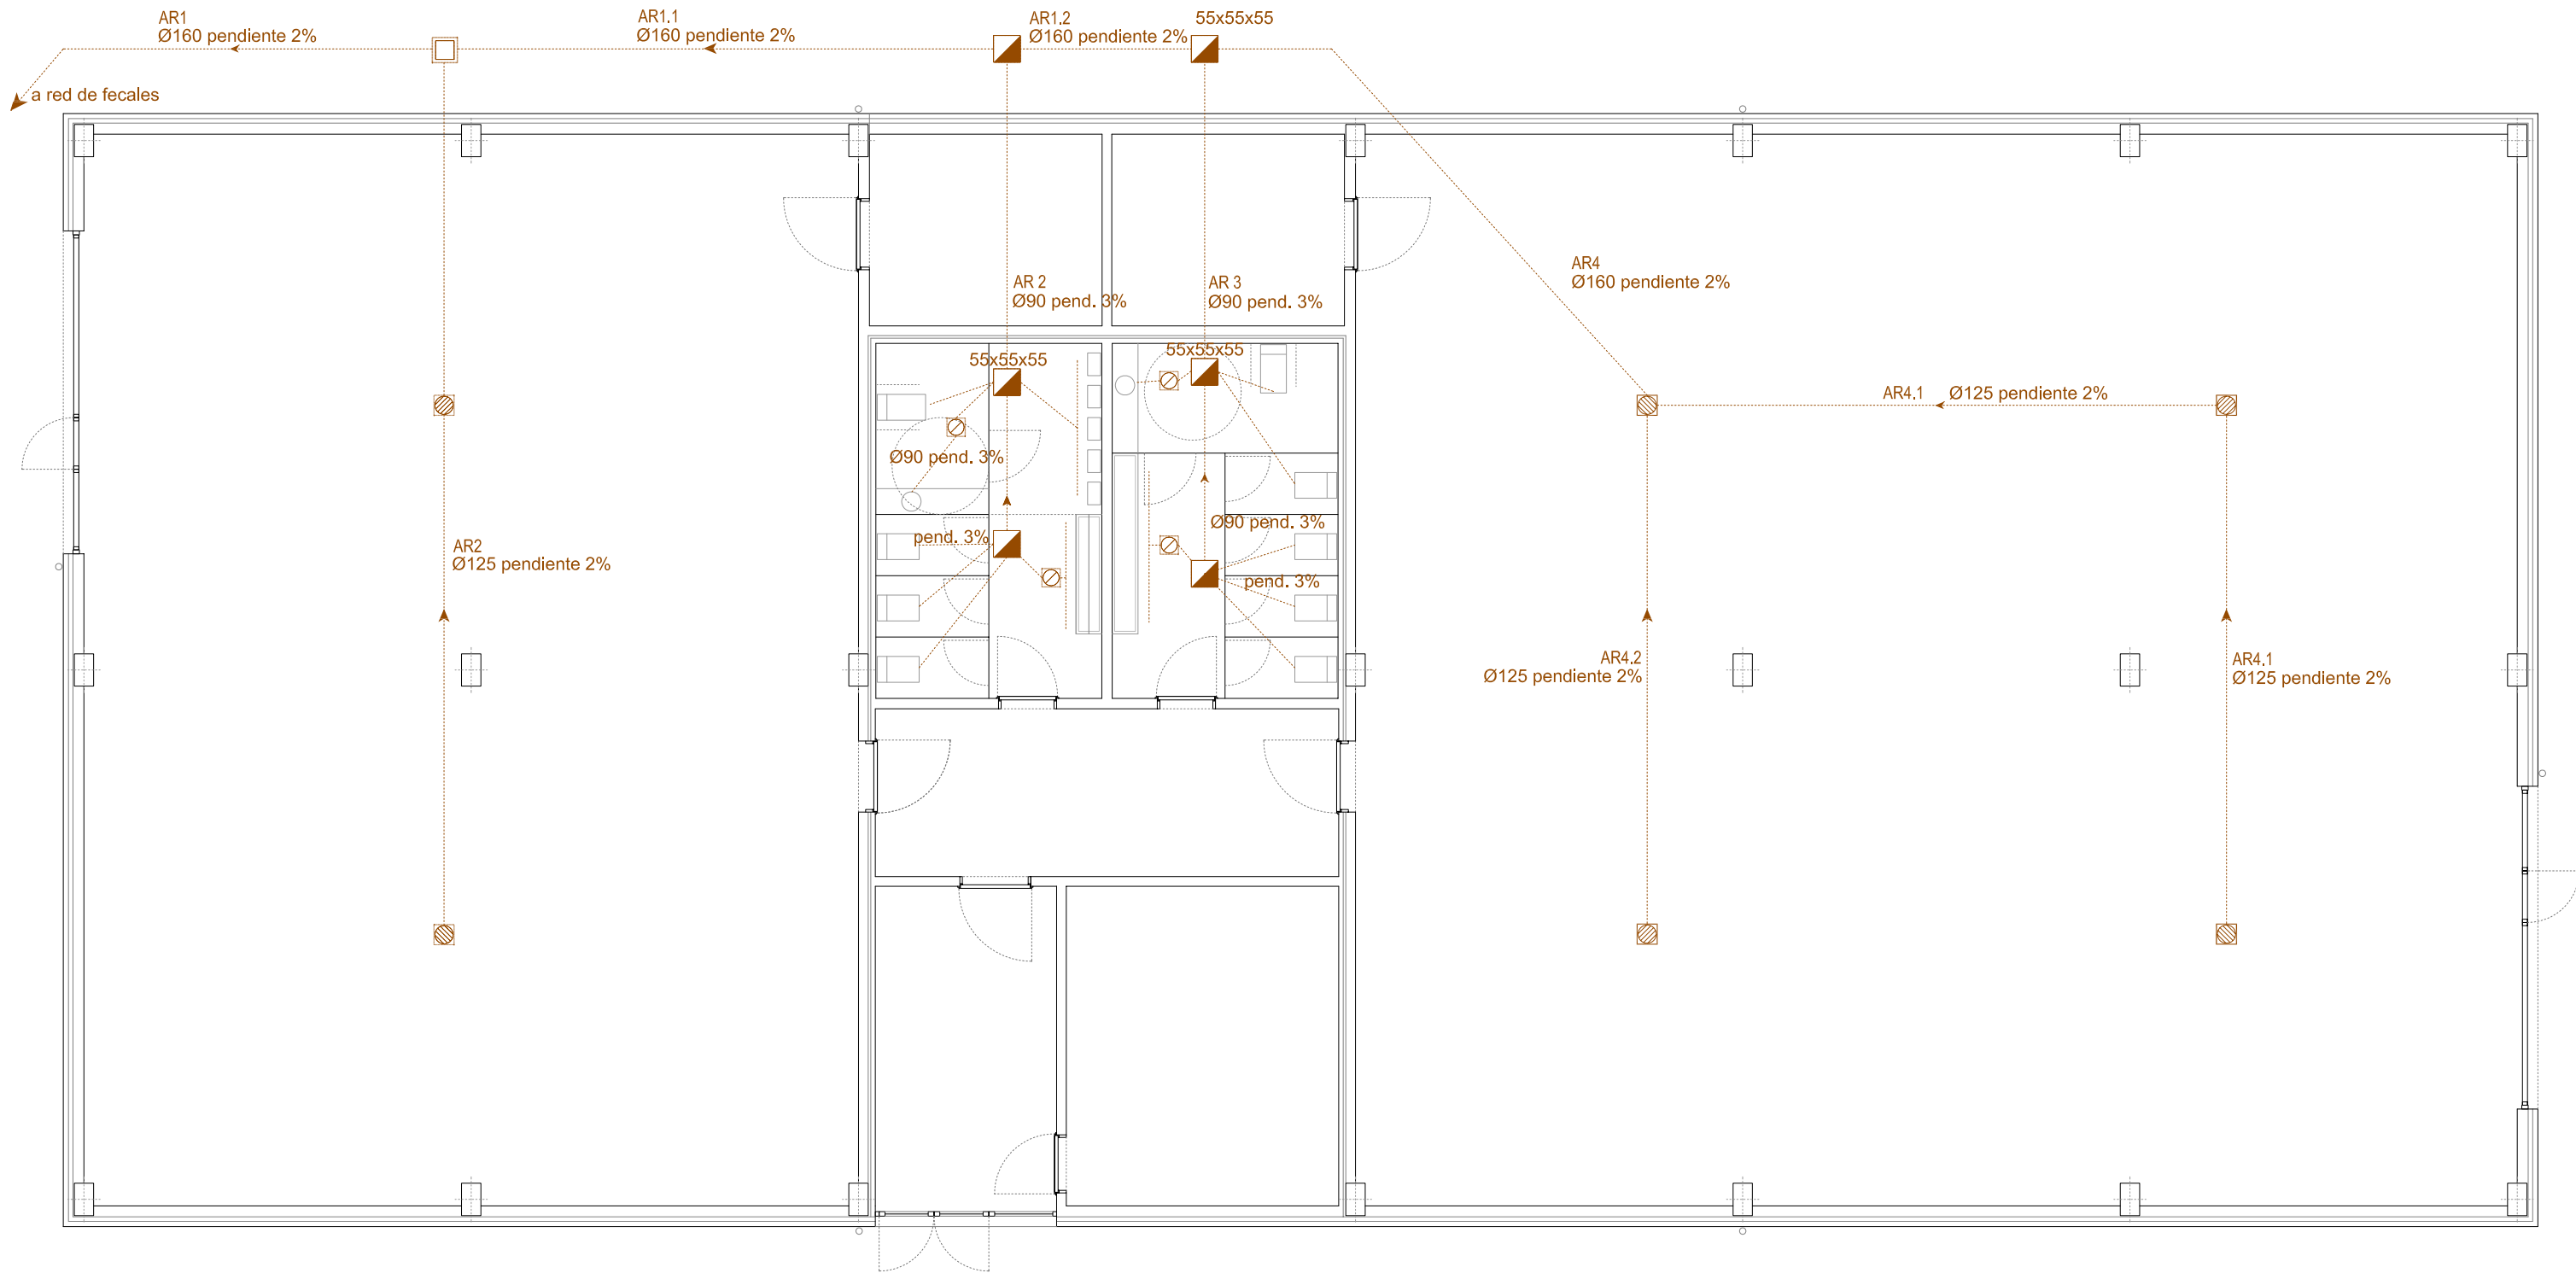 AR1
Ø160 pendiente 2%
AR1.1
Ø160 pendiente 2%
AR1.2
Ø160 pendiente 2%
55x55x55
a red de fecales
AR4
Ø160 pendiente 2%
AR 2
Ø90 pend. 3%
AR 3
Ø90 pend. 3%
55x55x55
55x55x55
AR4.1 Ø125 pendiente 2%
Ø90 pend. 3%
Ø90 pend. 3%
pend. 3%
AR2
Ø125 pendiente 2%
pend. 3%
AR4.2
Ø125 pendiente 2%
AR4.1
Ø125 pendiente 2%